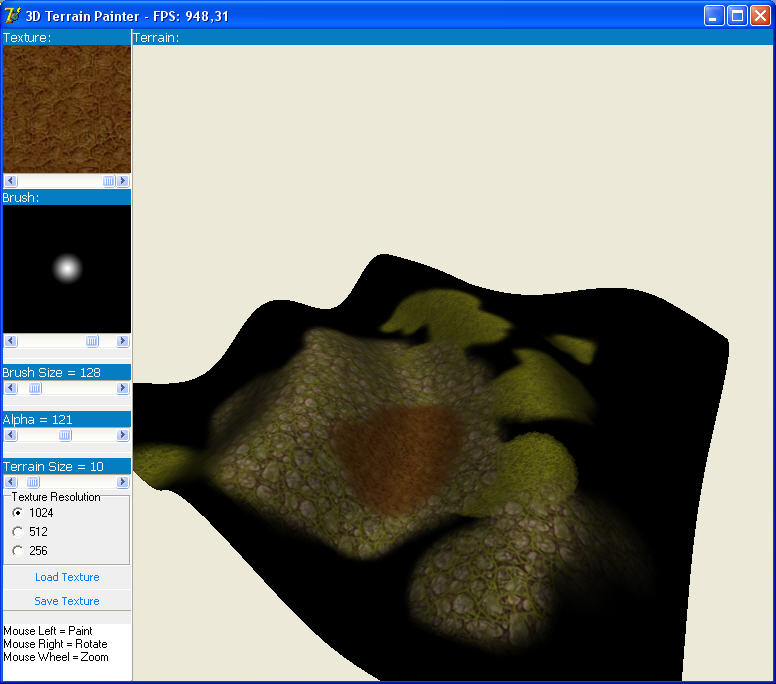 3D Terrain Painter - FPS: 948,31
Texture:
Terrain:
Brush:
Brush Size = 128
Alpha = 121
Terrain Size = 10
Texture Resolution
1024
512
256
Load Texture
Save Texture
Mouse Left = Paint
Mouse Right = Rotate
Mouse Wheel = Zoom